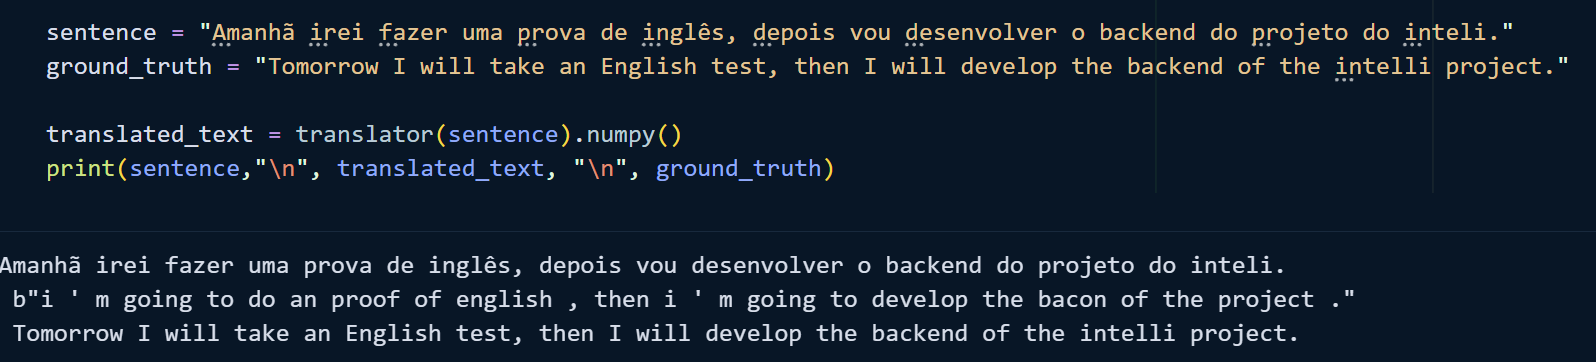 sentence = "Amanhã irei fazer uma prova de inglês, depois vou desenvolver o backend do projeto do inteli."
ground_truth = "Tomorrow I will take an English test, then I will develop the backend of the intelli project."
translated_text = translator(sentence).numpy()
print(sentence,"\n", translated_text, "\n", ground_truth)
Amanhã irei fazer uma prova de inglês, depois vou desenvolver o backend do projeto do inteli.
b"i ' m going to do an proof of english , then i ' m going to develop the bacon of the project ."
Tomorrow I will take an English test, then I will develop the backend of the intelli project.